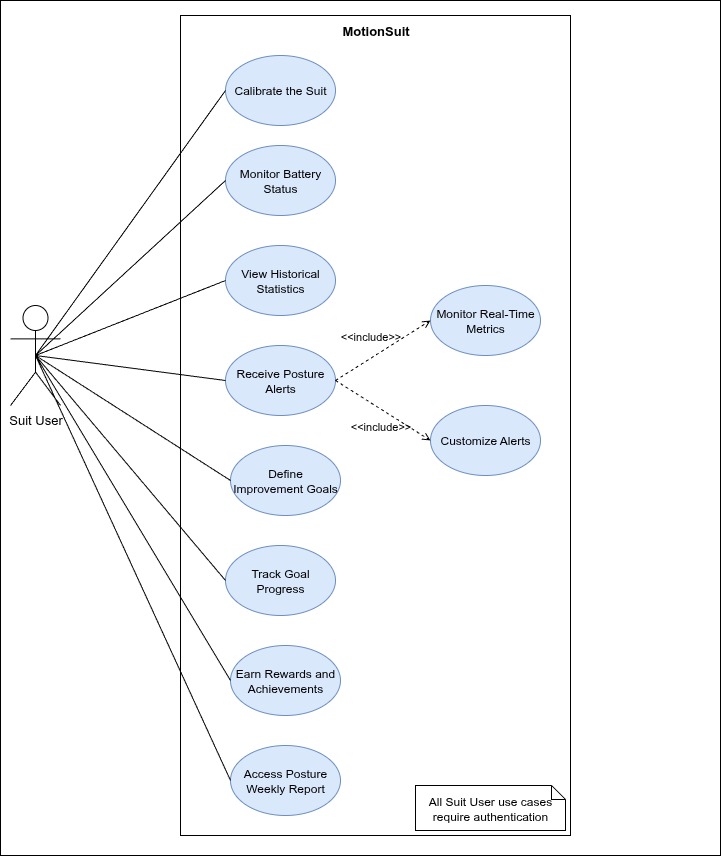 MotionSuit
Calibrate the Suit
Monitor Battery
Status
View Historical
Statistics
Monitor Real-Time
Metrics
<<include>>
Receive Posture
Alerts
<<include>>
Customize Alerts
Suit User
Define
Improvement Goals
Track Goal
Progress
Earn Rewards and
Achievements
Access Posture
Weekly Report
All Suit User use cases
require authentication